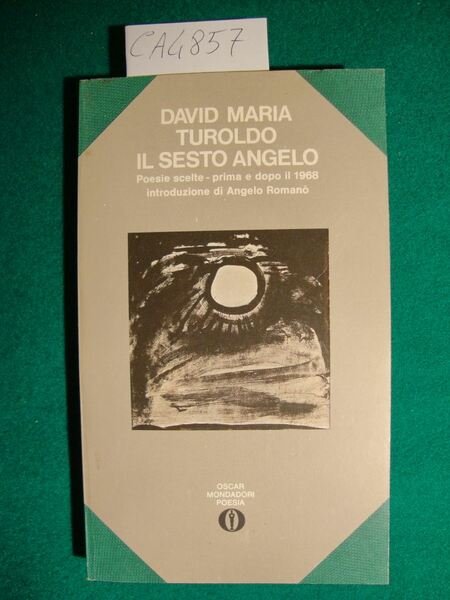 CA4857
DAVID MARIA
TUROLDO
IL SESTO ANGELO
Poesie scelte - prima e dopo il 1968
introduzione di Angelo Romanò
OSCAR
MONDADORI
POESIA